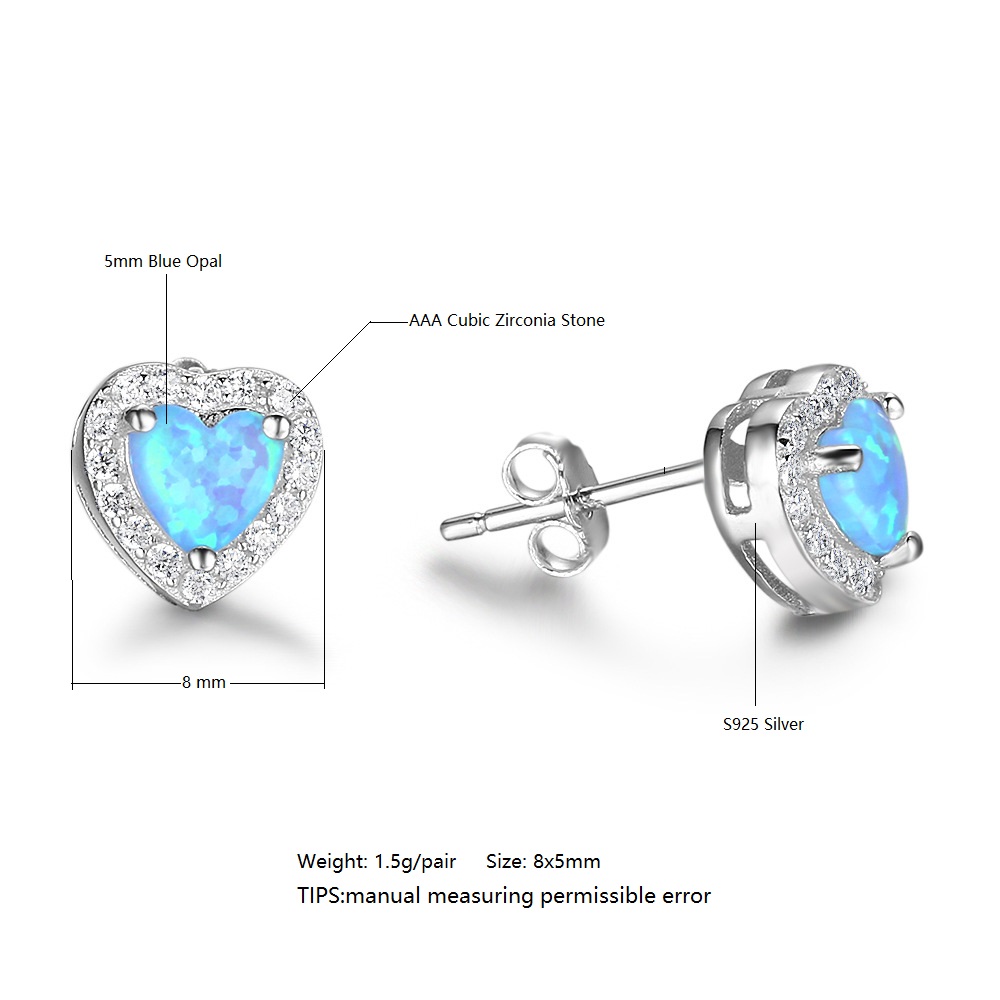 5mm Blue Opal
AAA Cubic Zirconia Stone
8 mm
S925 Silver
Weight: 1.5g/pair Size: 8x5mm
TIPS:manual measuring permissible error